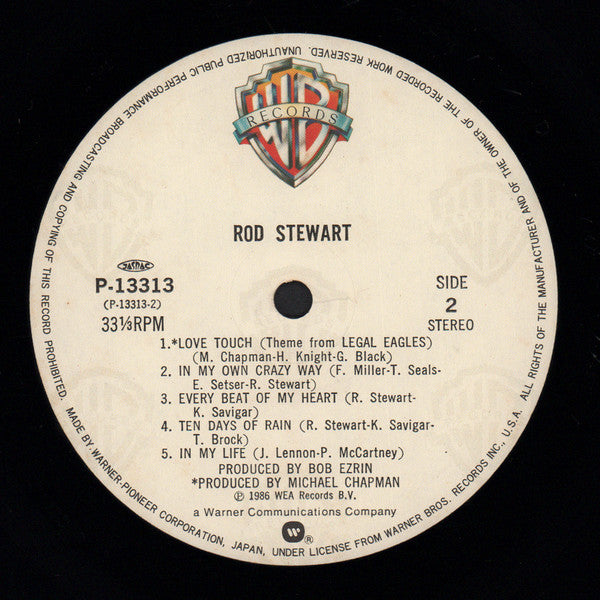 WB
RECORDS
ROD STEWART
JASRAC
P-13313
(P-13313-2)
33⅓RPM
SIDE
2
STEREO
1.*LOVE TOUCH (Theme from LEGAL EAGLES)
(M. Chapman-H. Knight-G. Black)
2. IN MY OWN CRAZY WAY (F. Miller-T. Seals-
E. Setser-R. Stewart)
3. EVERY BEAT OF MY HEART (R. Stewart-
K. Savigar)
4. TEN DAYS OF RAIN (R. Stewart-K. Savigar-
T. Brock)
5. IN MY LIFE (J. Lennon-P. McCartney)
PRODUCED BY BOB EZRIN
*PRODUCED BY MICHAEL CHAPMAN
℗ 1986 WEA Records B.V.
a Warner Communications Company
W®
MADE BY WARNER-PIONEER CORPORATION, JAPAN, UNDER LICENSE FROM WARNER BROS. RECORDS INC., U.S.A. ALL RIGHTS OF THE MANUFACTURER AND OF THE OWNER OF THE RECORDED WORK RESERVED. UNAUTHORIZED PUBLIC PERFORMANCE BROADCASTING AND COPYING OF THIS RECORD PROHIBITED.